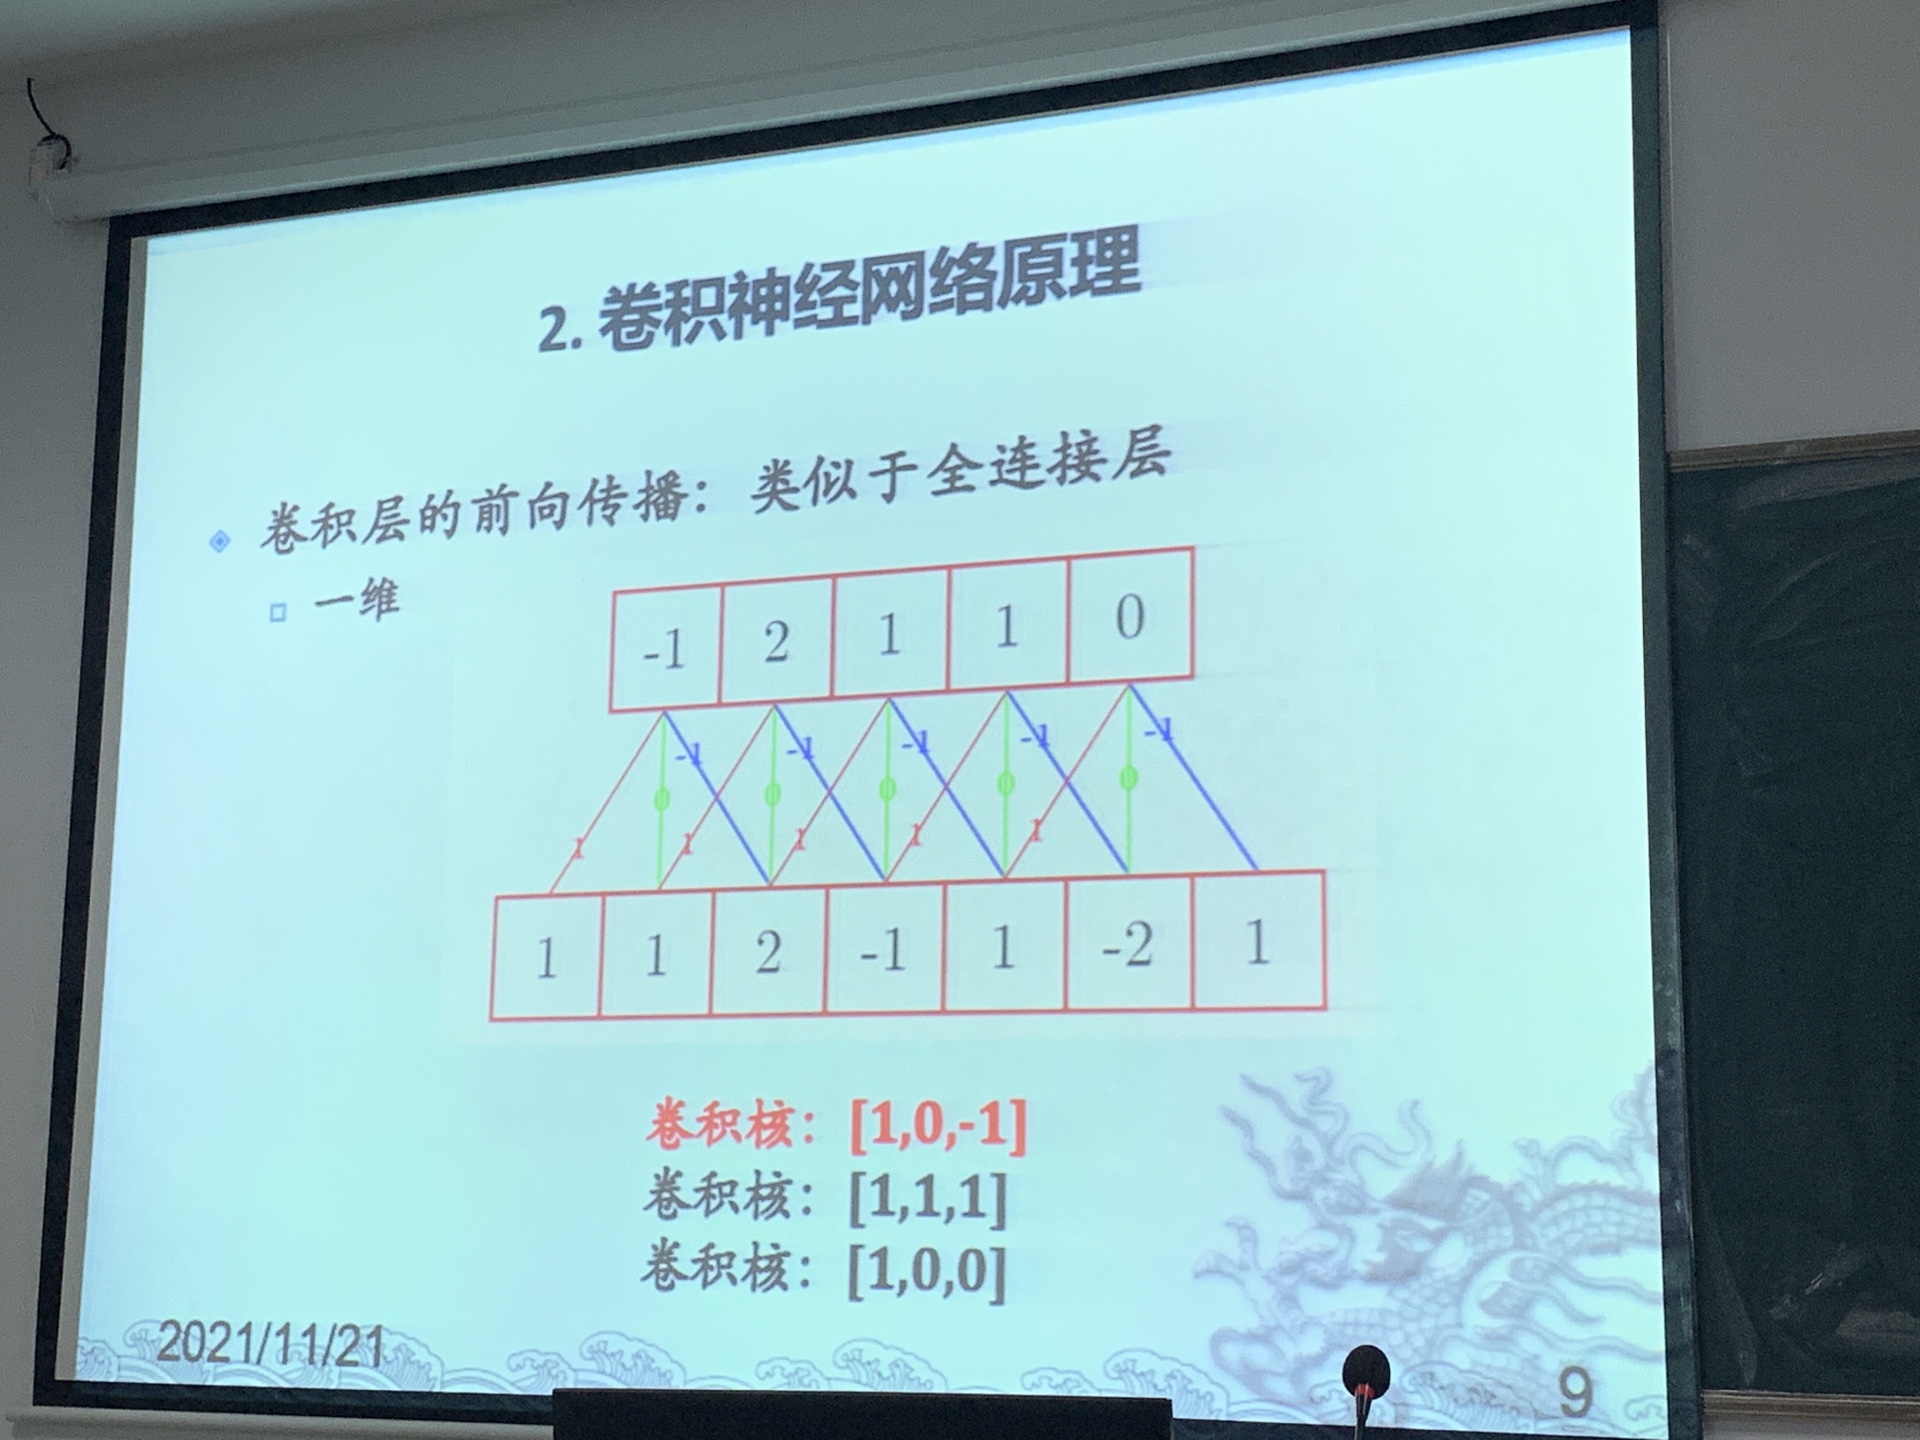 2. 卷积神经网络原理
卷积层的前向传播：类似于全连接层
一维
-1 2 1 1 0
-1 -1 -1 -1 -1
0 0 0 0 0
1 1 1 1 1
1 1 2 -1 1 -2 1
卷积核：[1,0,-1]
卷积核：[1,1,1]
卷积核：[1,0,0]
2021/11/21
9